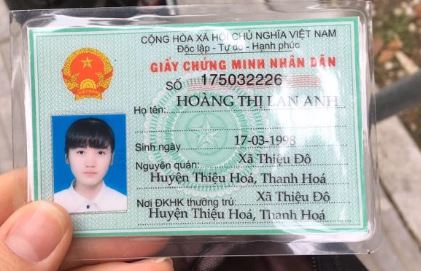 CỘNG HÒA XÃ HỘI CHỦ NGHĨA VIỆT NAM
Độc lập - Tự do - Hạnh phúc
GIẤY CHỨNG MINH NHÂN DÂN
SỐ 175032226
Họ tên: HOÀNG THỊ LAN ANH
Sinh ngày 17-03-1998
Nguyên quán: Xã Thiệu Đô
Huyện Thiệu Hoá, Thanh Hoá
Nơi ĐKHK thường trú: Xã Thiệu Đô
Huyện Thiệu Hoá, Thanh Hoá